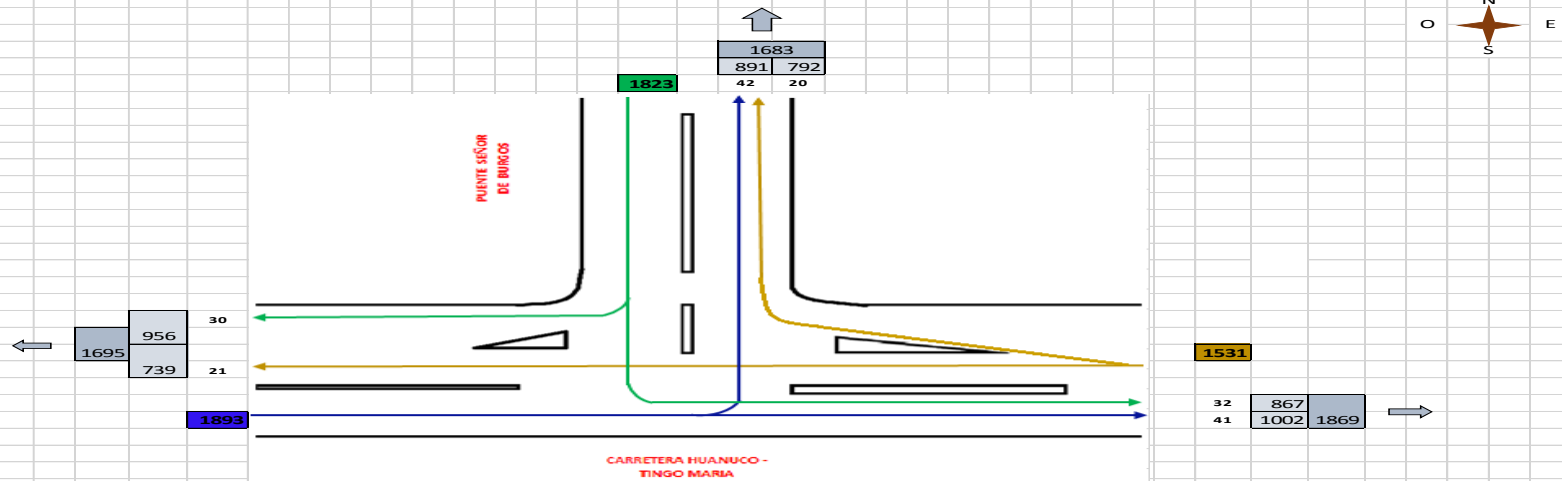 N
O E
S
1683
891 792
1823 42 20
PUENTE SEÑOR
DE BURGOS
30
956
1695
739 21
1893
1531
32 867
41 1002 1869
CARRETERA HUANUCO -
TINGO MARIA